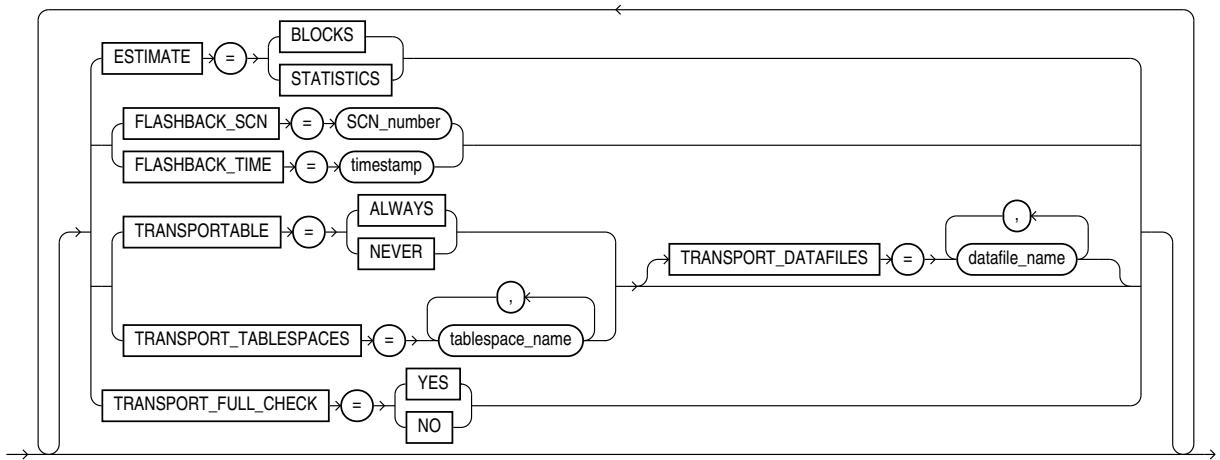 ESTIMATE = BLOCKS
STATISTICS
FLASHBACK_SCN = SCN_number
FLASHBACK_TIME = timestamp
TRANSPORTABLE = ALWAYS
NEVER
TRANSPORT_DATAFILES = , datafile_name
TRANSPORT_TABLESPACES = , tablespace_name
TRANSPORT_FULL_CHECK = YES
NO